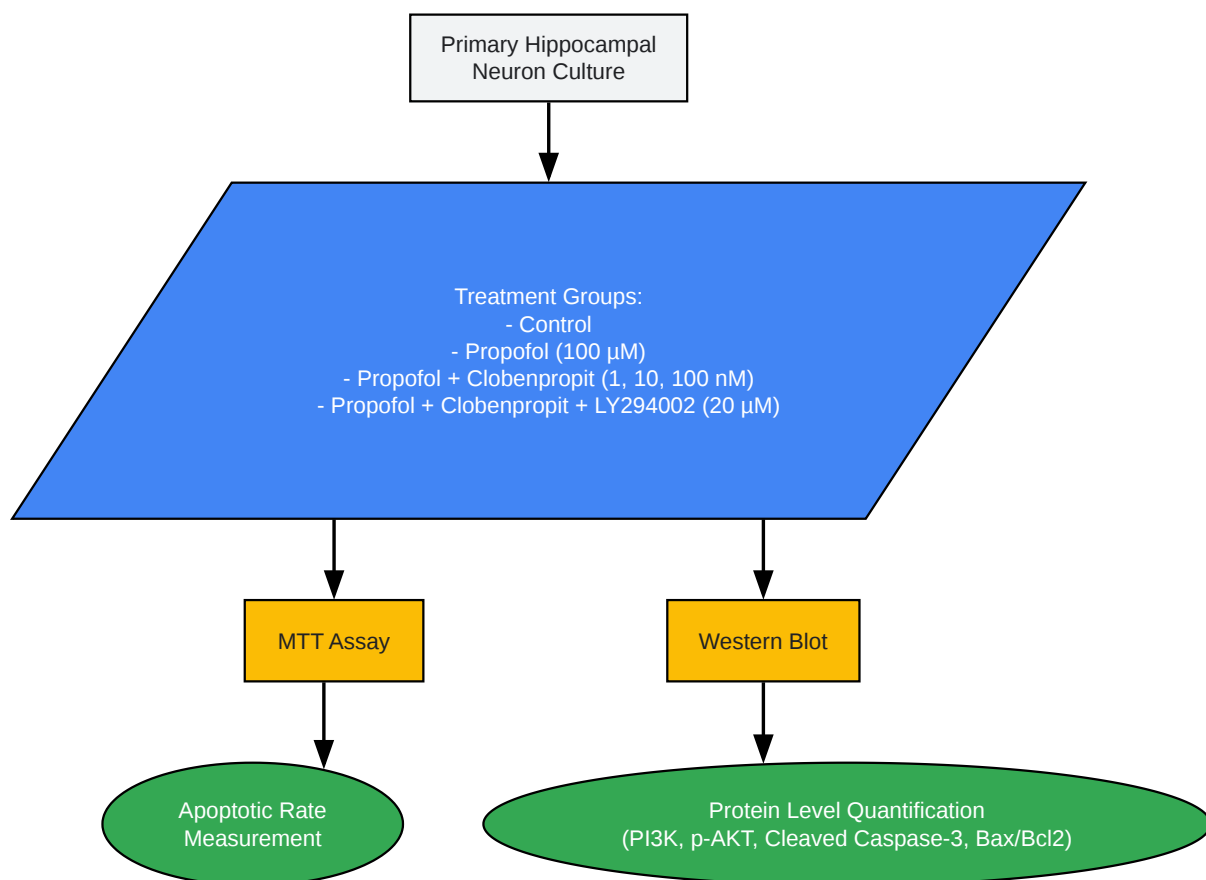 Primary Hippocampal
Neuron Culture
Treatment Groups:
- Control
- Propofol (100 µM)
- Propofol + Clobenpropit (1, 10, 100 nM)
- Propofol + Clobenpropit + LY294002 (20 µM)
MTT Assay
Western Blot
Apoptotic Rate
Measurement
Protein Level Quantification
(PI3K, p-AKT, Cleaved Caspase-3, Bax/Bcl2)